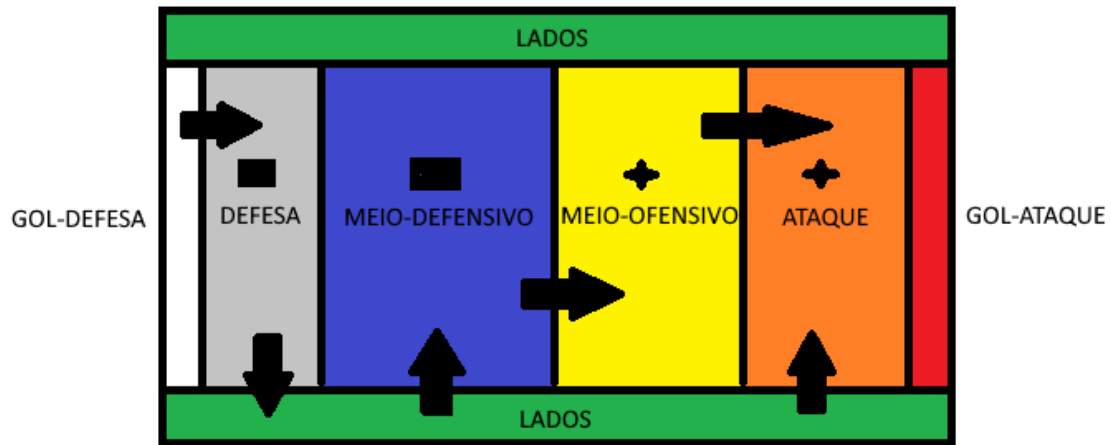 LADOS
GOL-DEFESA
DEFESA
MEIO-DEFENSIVO
MEIO-OFENSIVO
ATAQUE
GOL-ATAQUE
LADOS